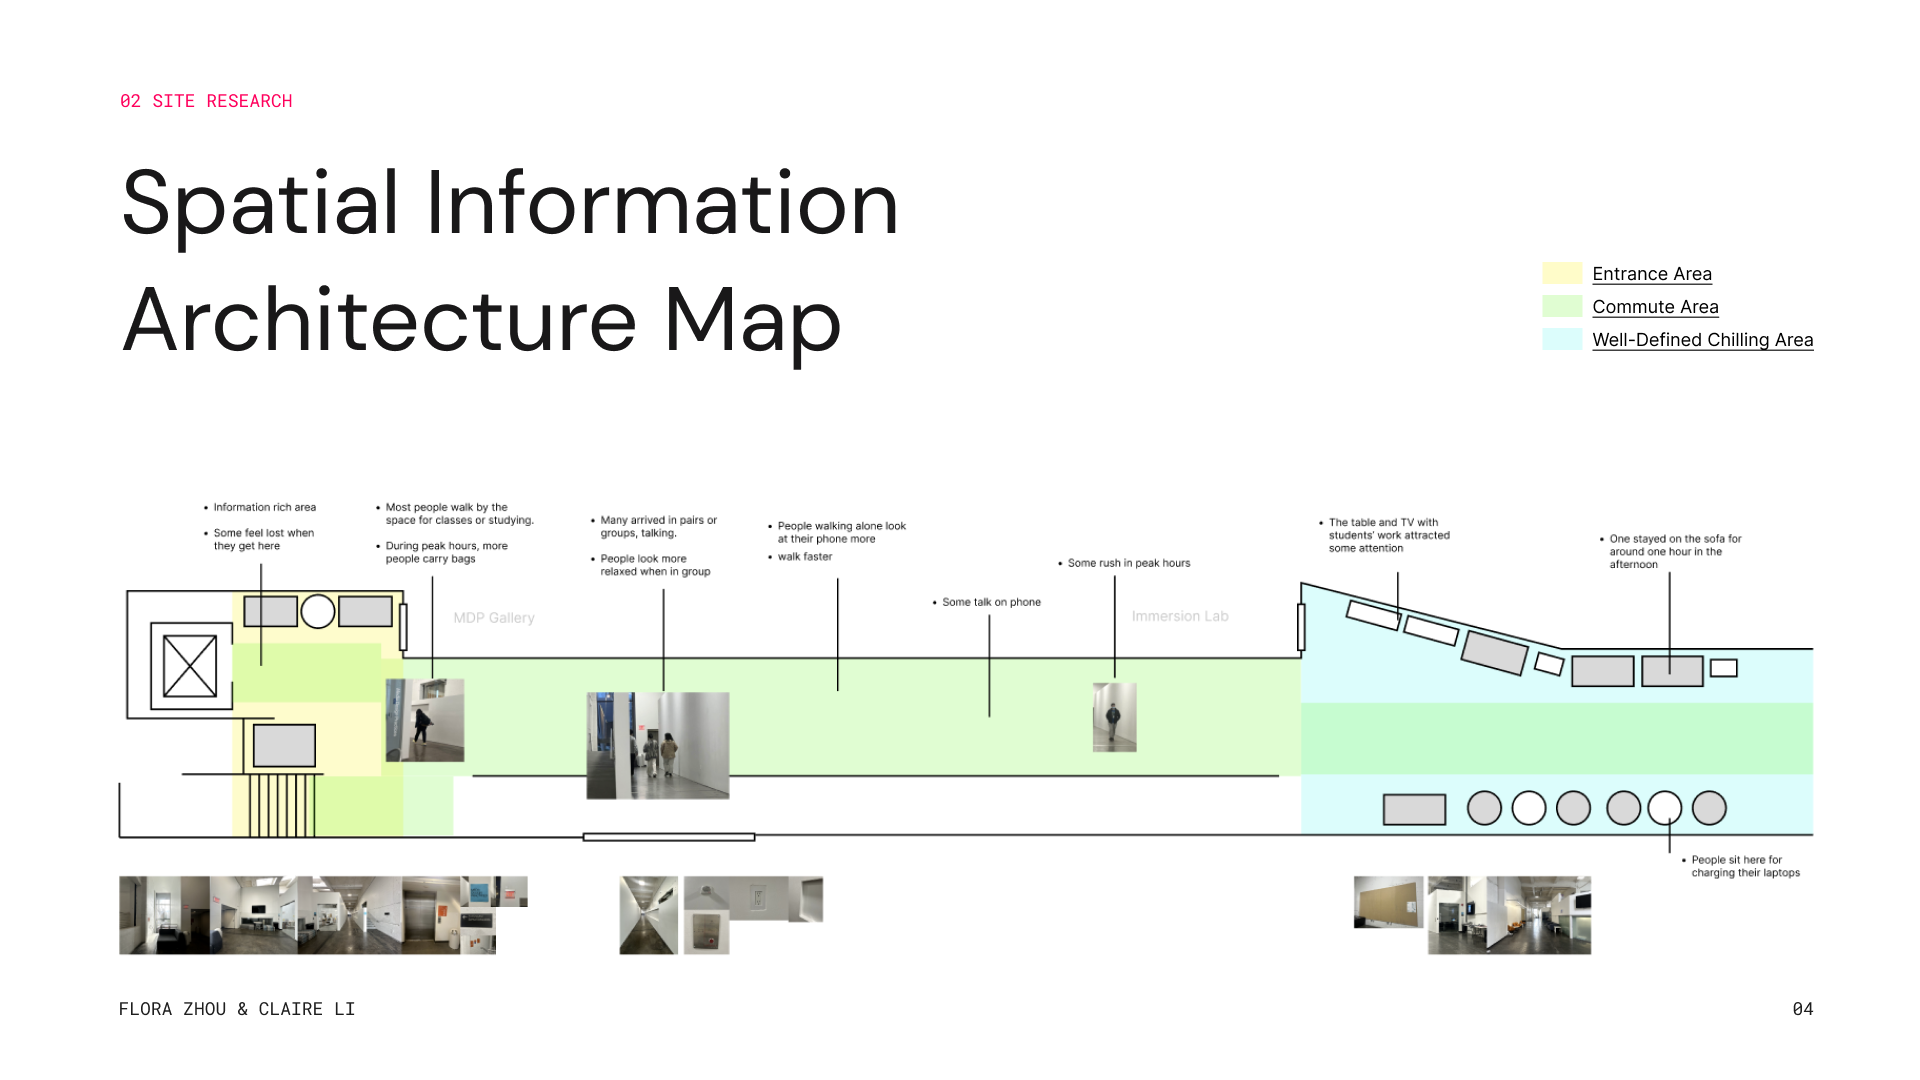 02 SITE RESEARCH
Spatial Information
Architecture Map
Entrance Area
Commute Area
Well-Defined Chilling Area
• Information rich area
• Some feel lost when
they get here
• Most people walk by the
space for classes or studying.
• During peak hours, more
people carry bags
• Many arrived in pairs or
groups, talking.
• People look more
relaxed when in group
• People walking alone look
at their phone more
• walk faster
• Some talk on phone
• Some rush in peak hours
• The table and TV with
students' work attracted
some attention
• One stayed on the sofa for
around one hour in the
afternoon
MDP Gallery
Immersion Lab
• People sit here for
charging their laptops
FLORA ZHOU & CLAIRE LI
04